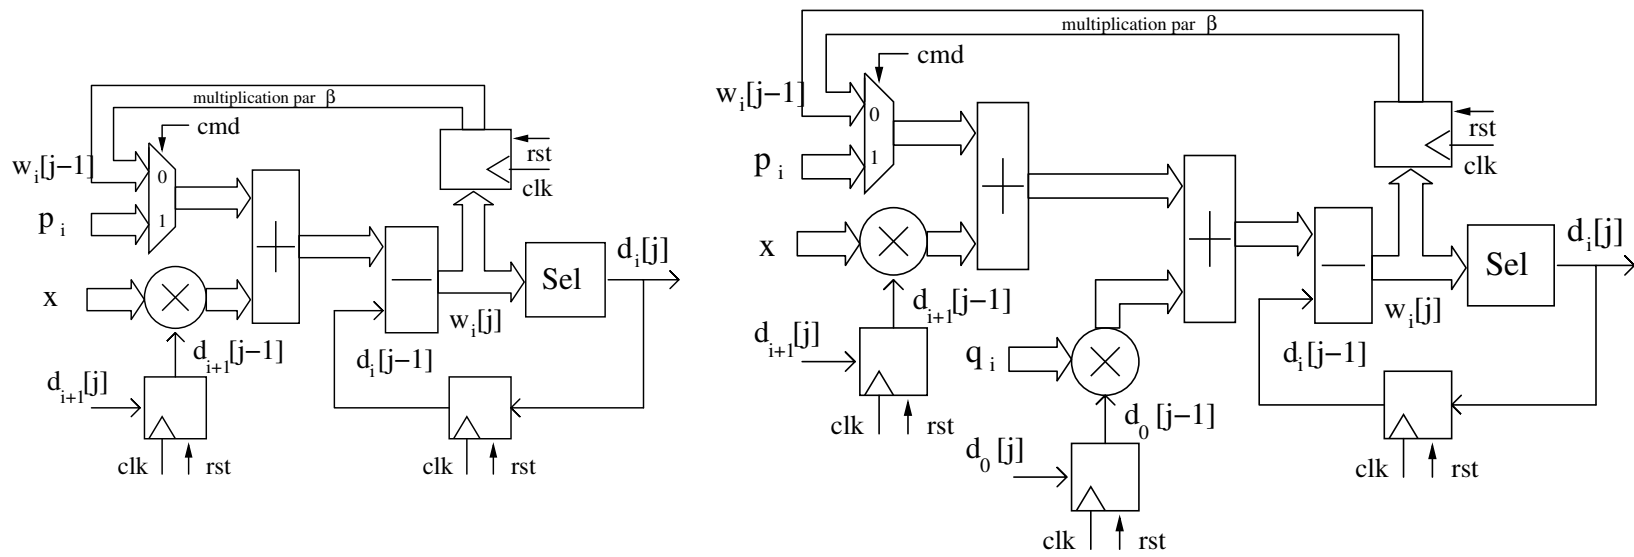 multiplication par β
cmd
w_i[j−1]
0
rst
clk
p_i
1
+
−
Sel
d_i[j]
x
×
w_i[j]
d_{i+1}[j−1]
d_i[j−1]
d_{i+1}[j]
clk
rst
clk
rst
multiplication par β
cmd
w_i[j−1]
0
rst
clk
p_i
1
+
+
−
Sel
d_i[j]
x
×
w_i[j]
d_{i+1}[j−1]
d_{i+1}[j]
d_i[j−1]
q_i
×
clk
rst
d_0[j−1]
d_0[j]
clk
rst
clk
rst